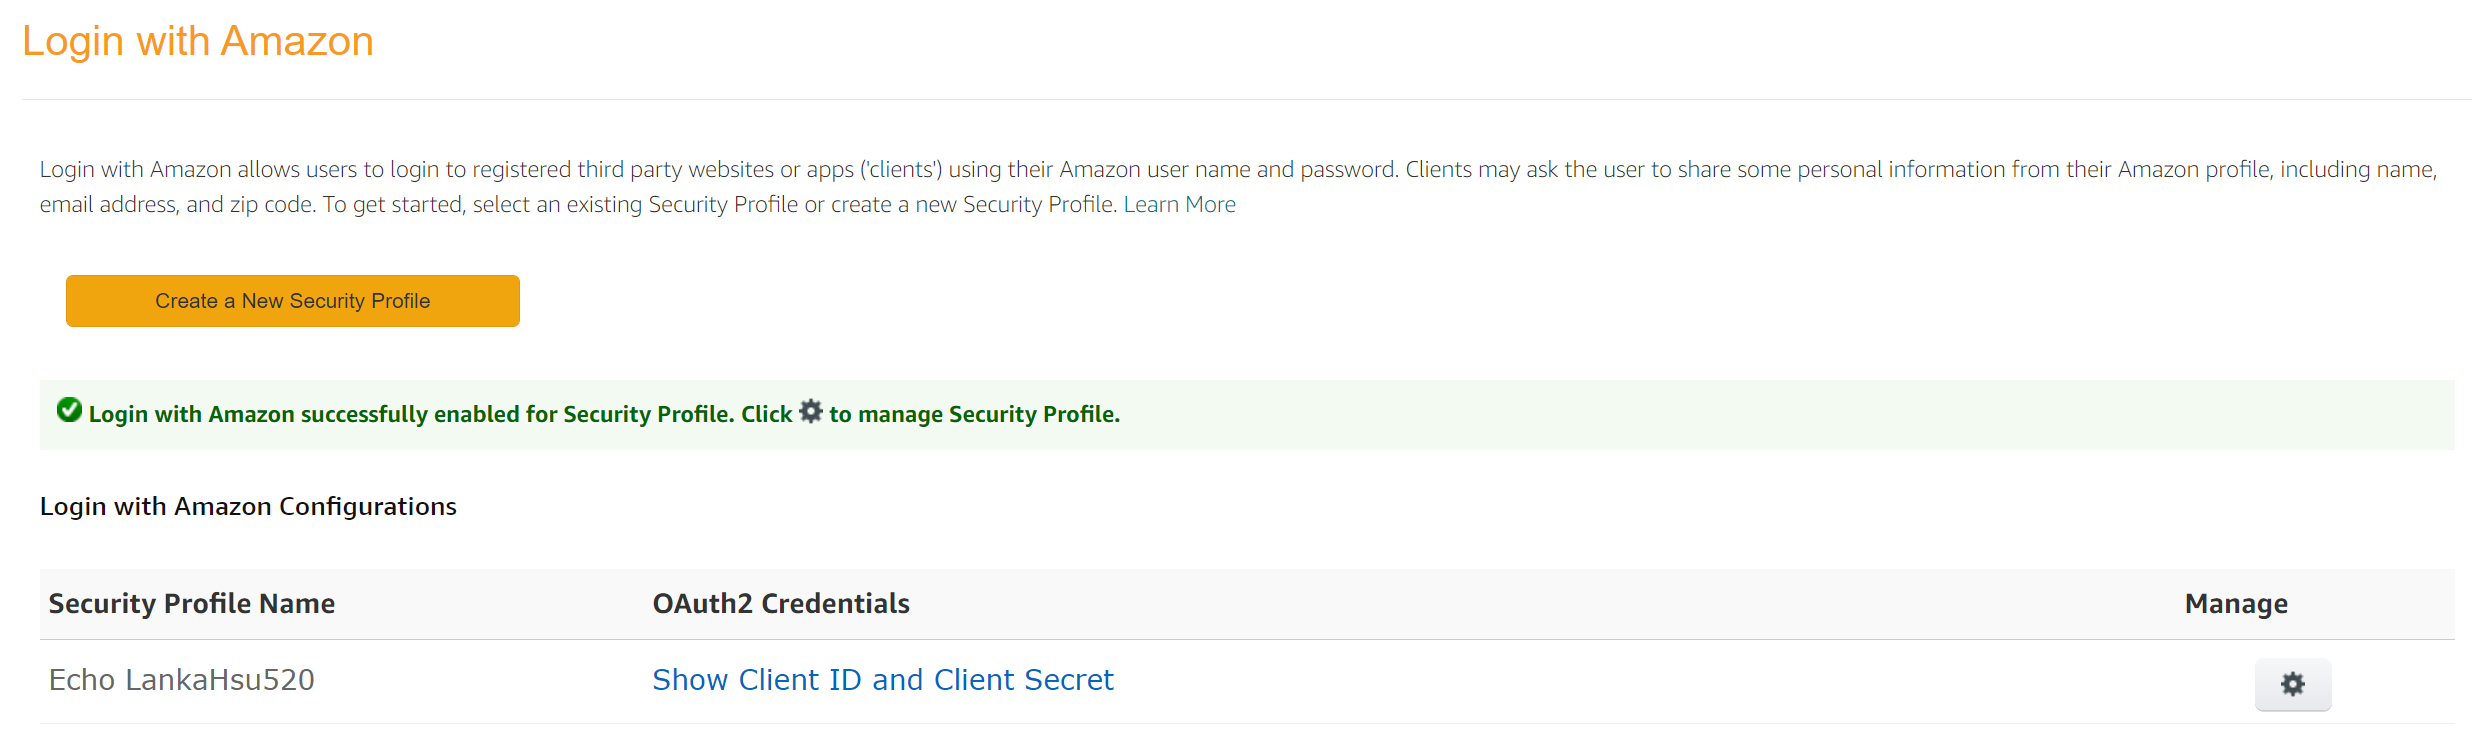 Login with Amazon
Login with Amazon allows users to login to registered third party websites or apps ('clients') using their Amazon user name and password. Clients may ask the user to share some personal information from their Amazon profile, including name,
email address, and zip code. To get started, select an existing Security Profile or create a new Security Profile. Learn More
Create a New Security Profile
Login with Amazon successfully enabled for Security Profile. Click to manage Security Profile.
Login with Amazon Configurations
Security Profile Name OAuth2 Credentials Manage
Echo LankaHsu520 Show Client ID and Client Secret